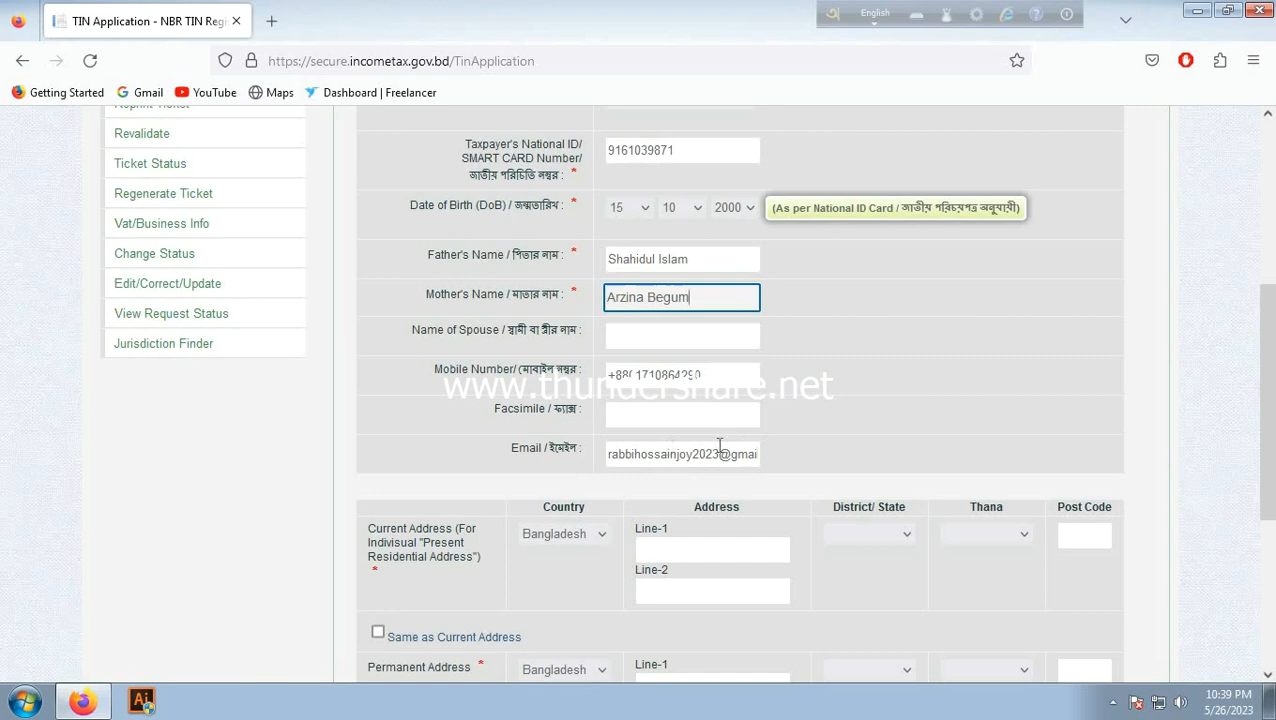 TIN Application - NBR TIN Regi
English
https://secure.incometax.gov.bd/TinApplication
Getting Started
Gmail
YouTube
Maps
Dashboard | Freelancer
Reprint Ticket
Revalidate
Ticket Status
Regenerate Ticket
Vat/Business Info
Change Status
Edit/Correct/Update
View Request Status
Jurisdiction Finder
Taxpayer's National ID/
SMART CARD Number/
জাতীয় পরিচিতি নম্বর : *
9161039871
Date of Birth (DoB) / জন্মতারিখ : *
15 10 2000
(As per National ID Card / জাতীয় পরিচয়পত্র অনুযায়ী)
Father's Name / পিতার নাম : *
Shahidul Islam
Mother's Name / মাতার নাম : *
Arzina Begum
Name of Spouse / স্বামী বা স্ত্রীর নাম :
Mobile Number/ মোবাইল নম্বর :
www.thundershare.net
Facsimile / ফ্যাক্স :
Email / ইমেইল :
rabbihossainjoy2023@gmai
Country Address District/ State Thana Post Code
Current Address (For
Indivisual "Present
Residential Address")
*
Bangladesh
Line-1
Line-2
Same as Current Address
Permanent Address *
Bangladesh
Line-1
Ai
10:39 PM
5/26/2023